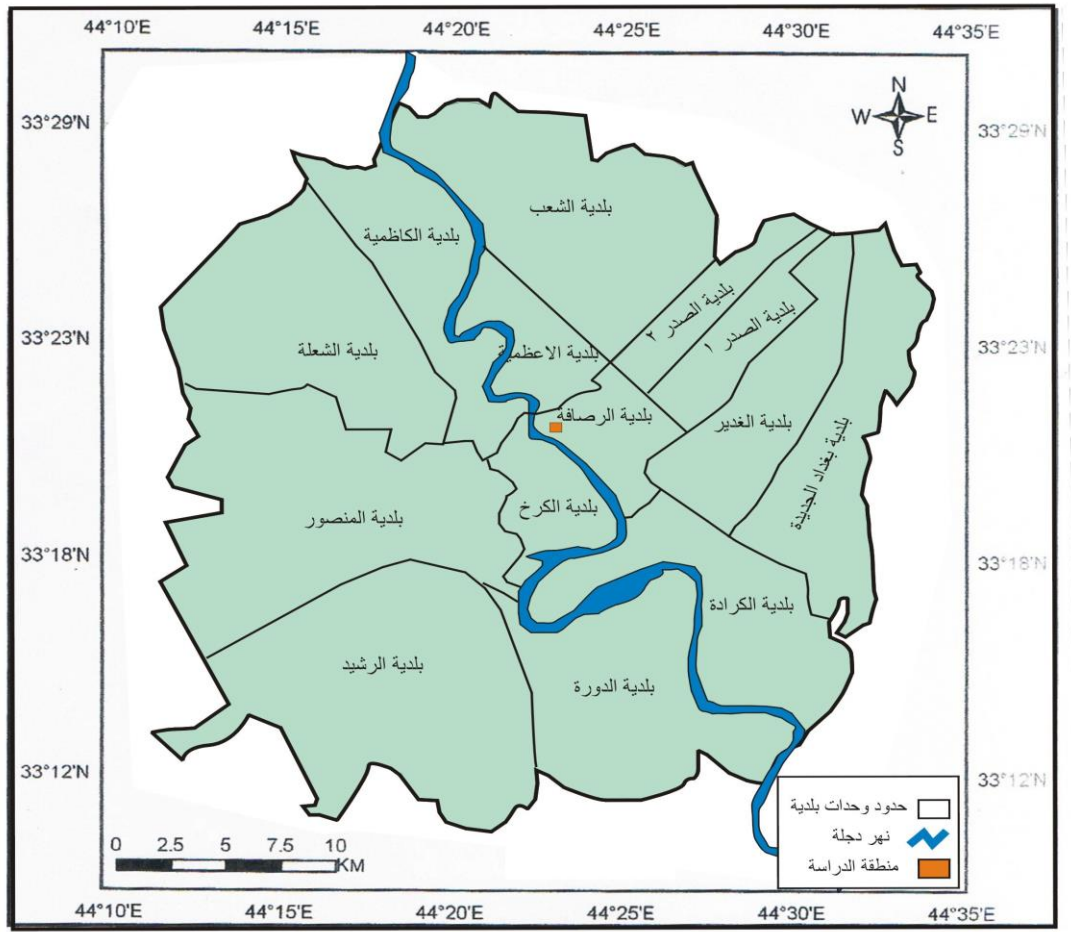 44°10'E 44°15'E 44°20'E 44°25'E 44°30'E 44°35'E
N
W E
S
33°29'N 33°29'N
بلدية الشعب
بلدية الكاظمية
بلدية الصدر ٢
بلدية الصدر ١
33°23'N 33°23'N
بلدية الشعلة
بلدية الاعظمية
بلدية الرصافة
بلدية الغدير
بلدية بغداد الجديدة
بلدية الكرخ
بلدية المنصور
33°18'N 33°18'N
بلدية الكرادة
بلدية الرشيد
بلدية الدورة
33°12'N 33°12'N
حدود وحدات بلدية
نهر دجلة
منطقة الدراسة
0 2.5 5 7.5 10
KM
44°10'E 44°15'E 44°20'E 44°25'E 44°30'E 44°35'E